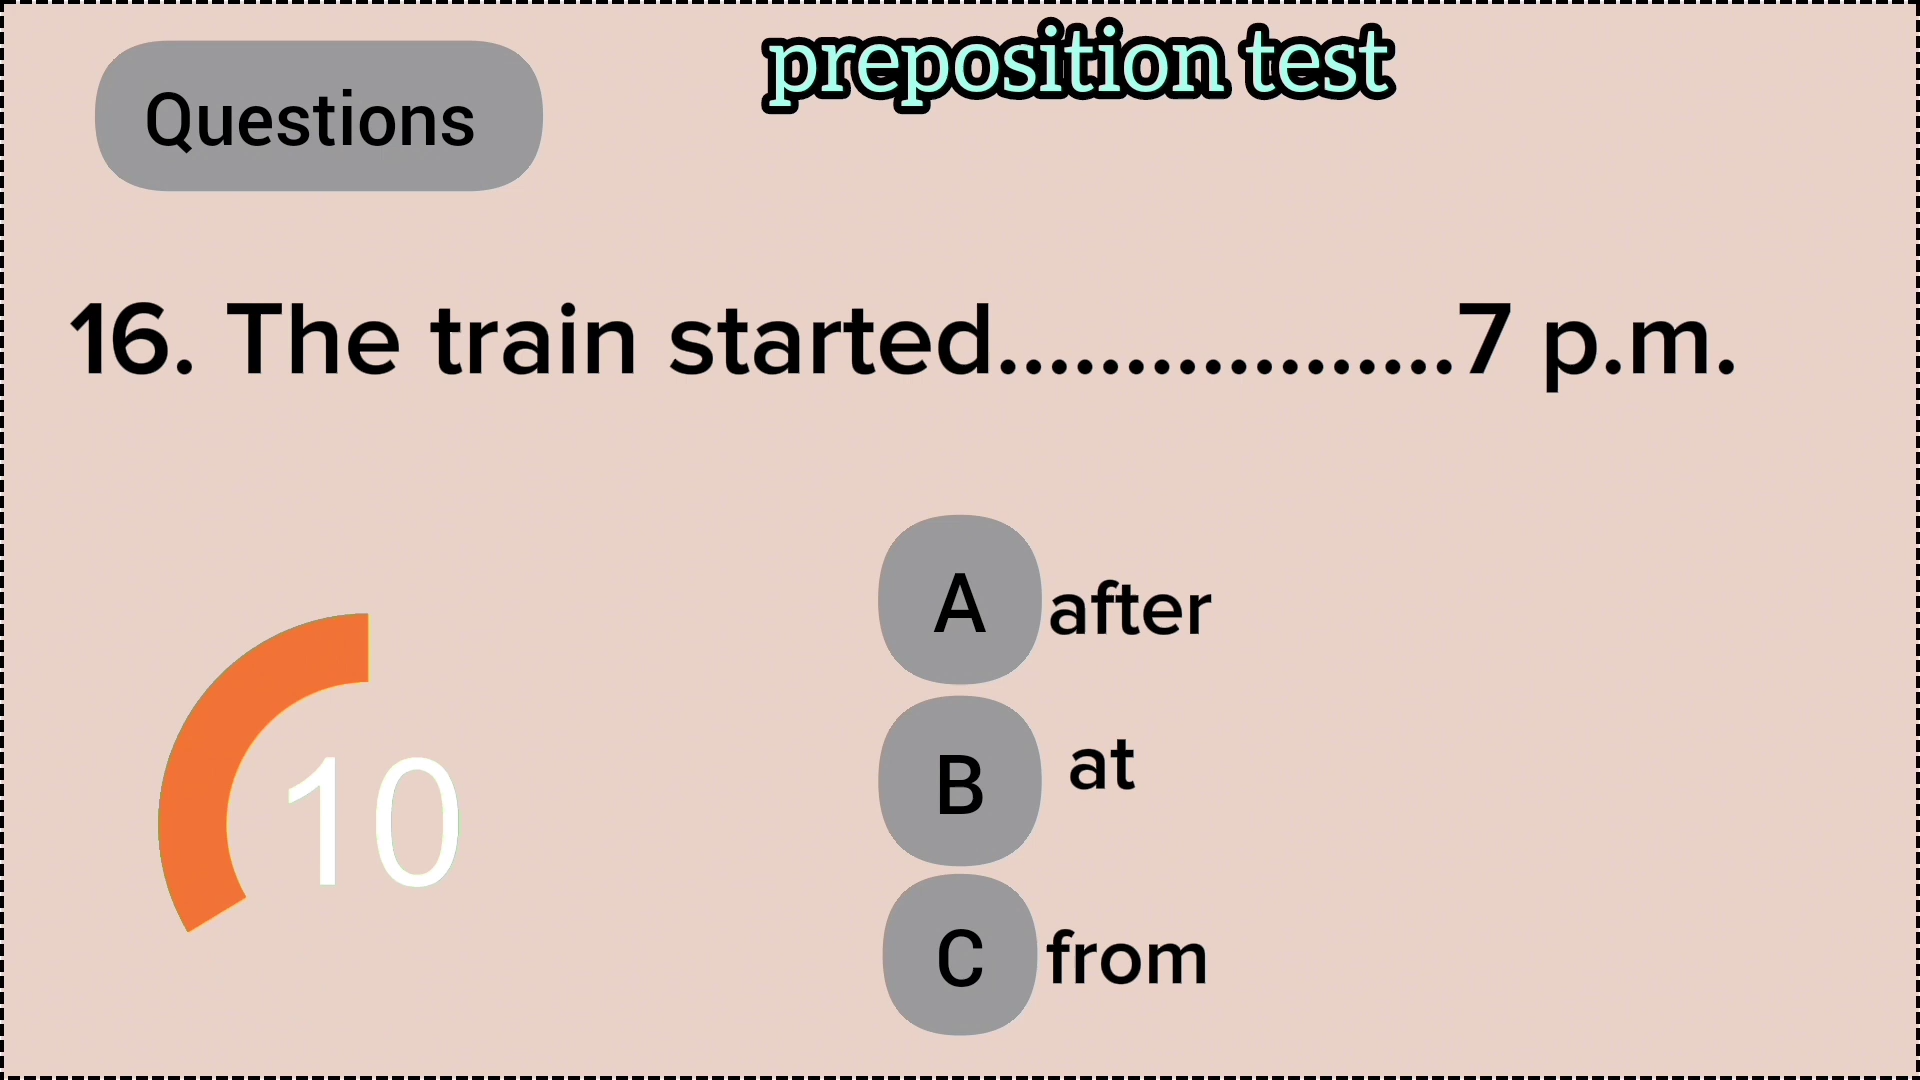 preposition test
Questions
16. The train started..................7 p.m.
A after
B at
10
C from